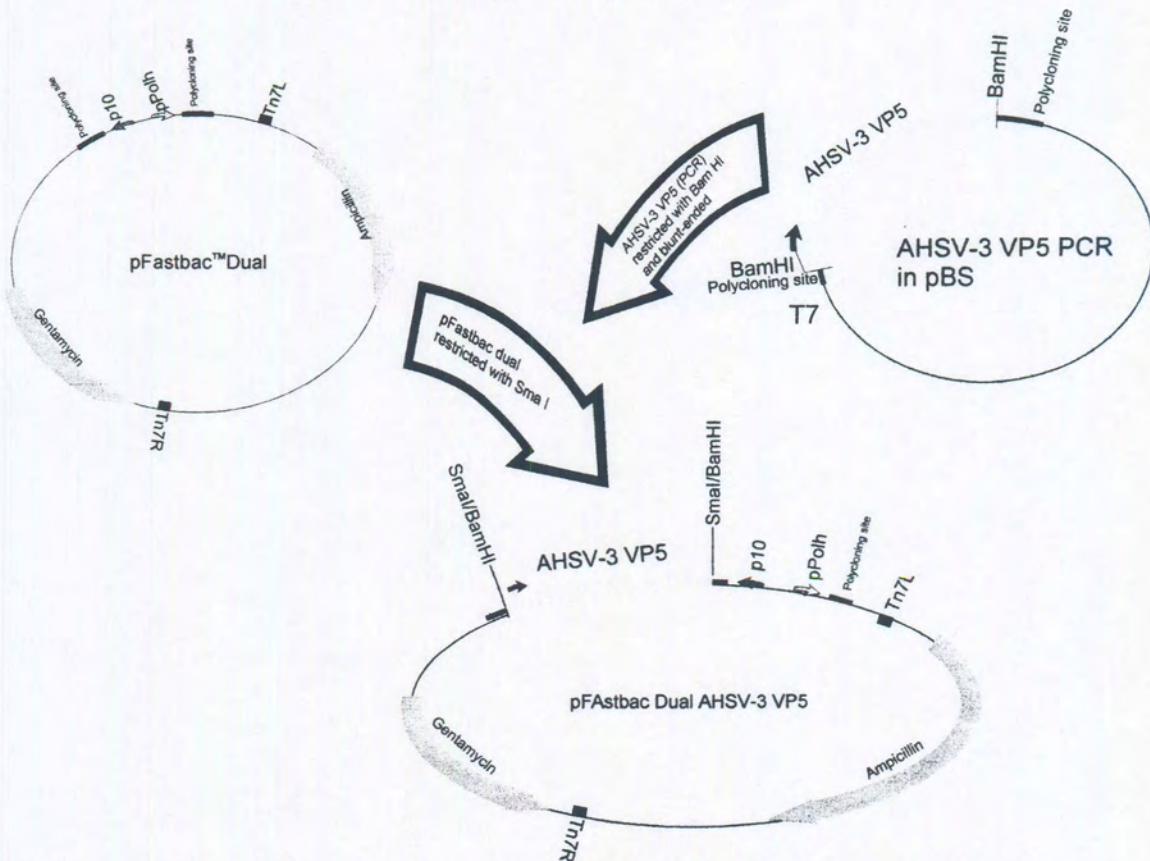 Polycloning site
p10
pPolh
Polycloning site
Tn7L
Ampicillin
pFastbac™Dual
Gentamycin
Tn7R
BamHI
Polycloning site
AHSV-3 VP5
AHSV-3 VP5 PCR
in pBS
BamHI
Polycloning site
T7
AHSV-3 VP5 (PCR)
restricted with Bam HI
and blunt-ended
pFastbac dual
restricted with Sma I
SmaI/BamHI
AHSV-3 VP5
SmaI/BamHI
p10
pPolh
Polycloning site
Tn7L
pFAstbac Dual AHSV-3 VP5
Gentamycin
Ampicillin
Tn7R